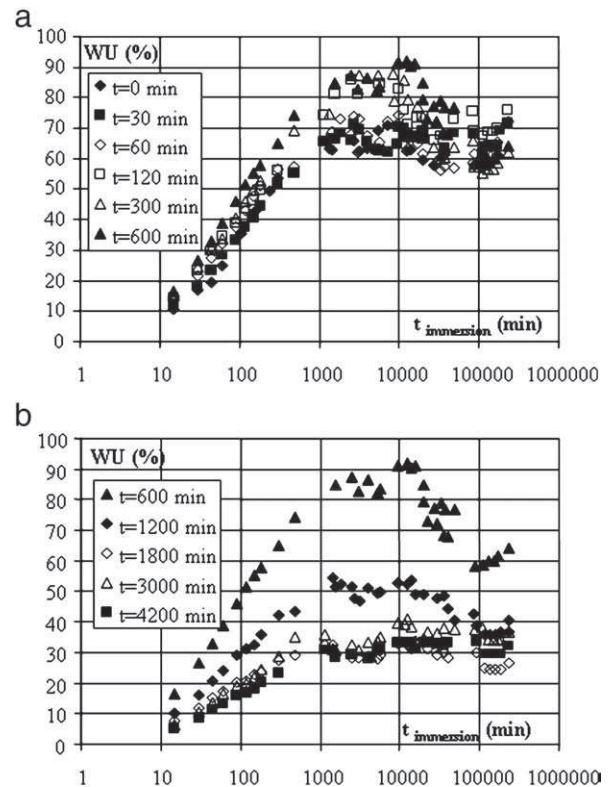 a
WU (%)
100
90
80
70
60
50
40
30
20
10
0
t=0 min
t=30 min
t=60 min
t=120 min
t=300 min
t=600 min
t immersion (min)
1 10 100 1000 10000 100000 1000000
b
WU (%)
100
90
80
70
60
50
40
30
20
10
0
t=600 min
t=1200 min
t=1800 min
t=3000 min
t=4200 min
t immersion (min)
1 10 100 1000 10000 100000 1000000